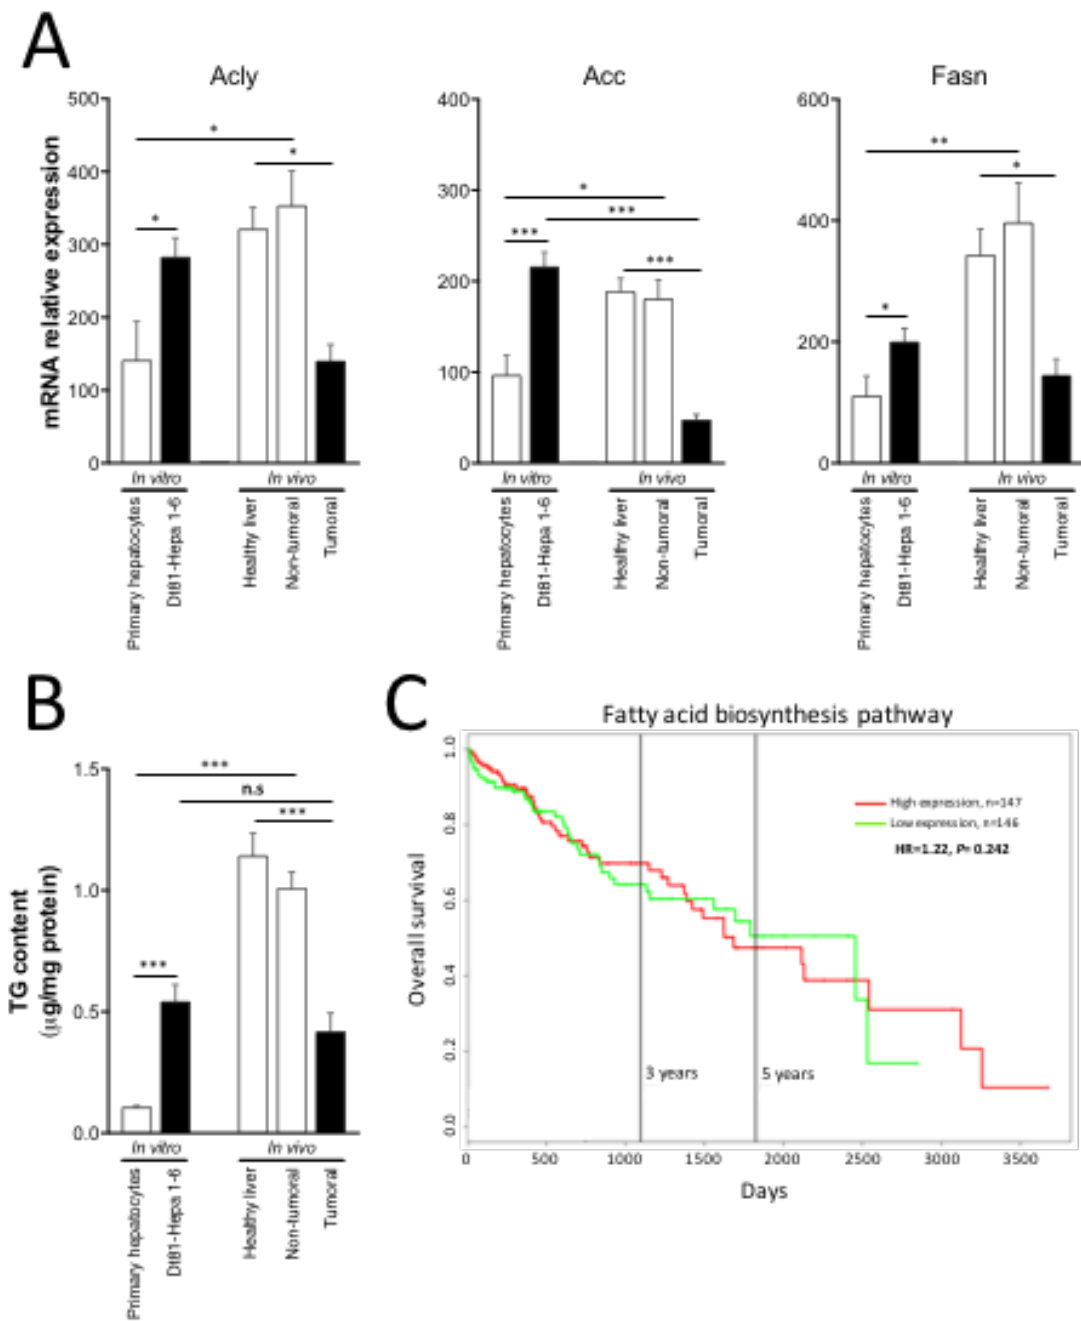 A
Acly
Acc
Fasn
mRNA relative expression
500
400
300
200
100
0
*
*
*
In vitro
In vivo
Primary hepatocytes
Dt81-Hepa 1-6
Healthy liver
Non-tumoral
Tumoral
400
300
200
100
0
*
***
***
***
In vitro
In vivo
Primary hepatocytes
Dt81-Hepa 1-6
Healthy liver
Non-tumoral
Tumoral
600
400
200
0
**
*
*
In vitro
In vivo
Primary hepatocytes
Dt81-Hepa 1-6
Healthy liver
Non-tumoral
Tumoral
B
TG content
(µg/mg protein)
1.5
1.0
0.5
0.0
***
n.s
***
***
In vitro
In vivo
Primary hepatocytes
Dt81-Hepa 1-6
Healthy liver
Non-tumoral
Tumoral
C
Fatty acid biosynthesis pathway
Overall survival
1.0
0.8
0.6
0.4
0.2
0.0
High expression, n=147
Low expression, n=146
HR=1.22, P= 0.242
3 years
5 years
0
500
1000
1500
2000
2500
3000
3500
Days